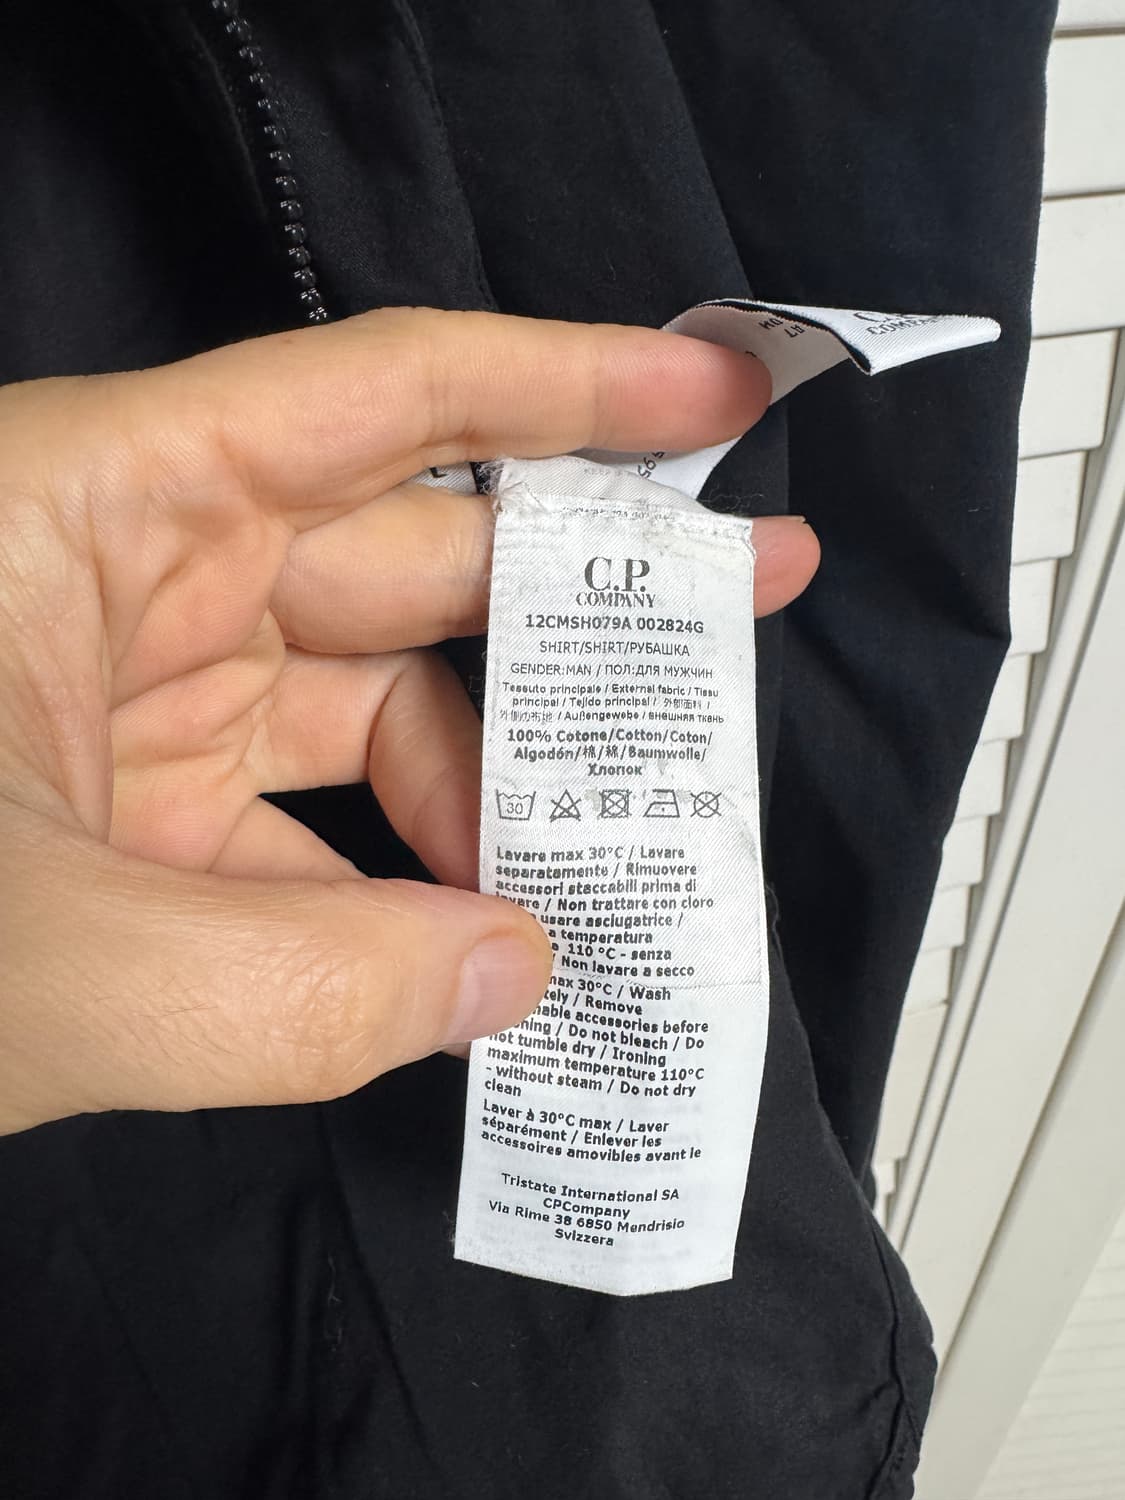 C.P.
COMPANY
12CMSH079A 002824G
SHIRT/SHIRT/РУБАШКА
GENDER:MAN / ПОЛ:ДЛЯ МУЖЧИН
Tessuto principale / External fabric / Tissu
principal / Tejido principal / 外部面料 /
外側の布地 / Außengewebe / внешняя ткань
100% Cotone/Cotton/Coton/
Algodón/棉/綿/Baumwolle/
Хлопок
30
Lavare max 30°C / Lavare
separatamente / Rimuovere
accessori staccabili prima di
lavare / Non trattare con cloro
usare asciugatrice /
a temperatura
110 °C - senza
/ Non lavare a secco
max 30°C / Wash
/ Remove
accessories before
/ Do not bleach / Do
not tumble dry / Ironing
maximum temperature 110°C
- without steam / Do not dry
clean
Laver à 30°C max / Laver
séparément / Enlever les
accessoires amovibles avant le
Tristate International SA
CPCompany
Via Rime 38 6850 Mendrisio
Svizzera